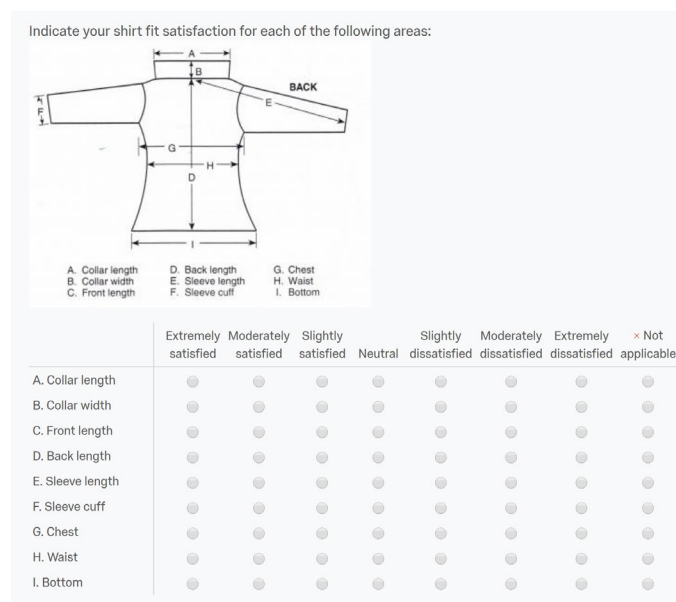 Indicate your shirt fit satisfaction for each of the following areas:
A
B
BACK
E
F
G
H
D
I
A. Collar length D. Back length G. Chest
B. Collar width E. Sleeve length H. Waist
C. Front length F. Sleeve cuff I. Bottom
Extremely Moderately Slightly Slightly Moderately Extremely × Not
satisfied satisfied satisfied Neutral dissatisfied dissatisfied dissatisfied applicable
A. Collar length
B. Collar width
C. Front length
D. Back length
E. Sleeve length
F. Sleeve cuff
G. Chest
H. Waist
I. Bottom